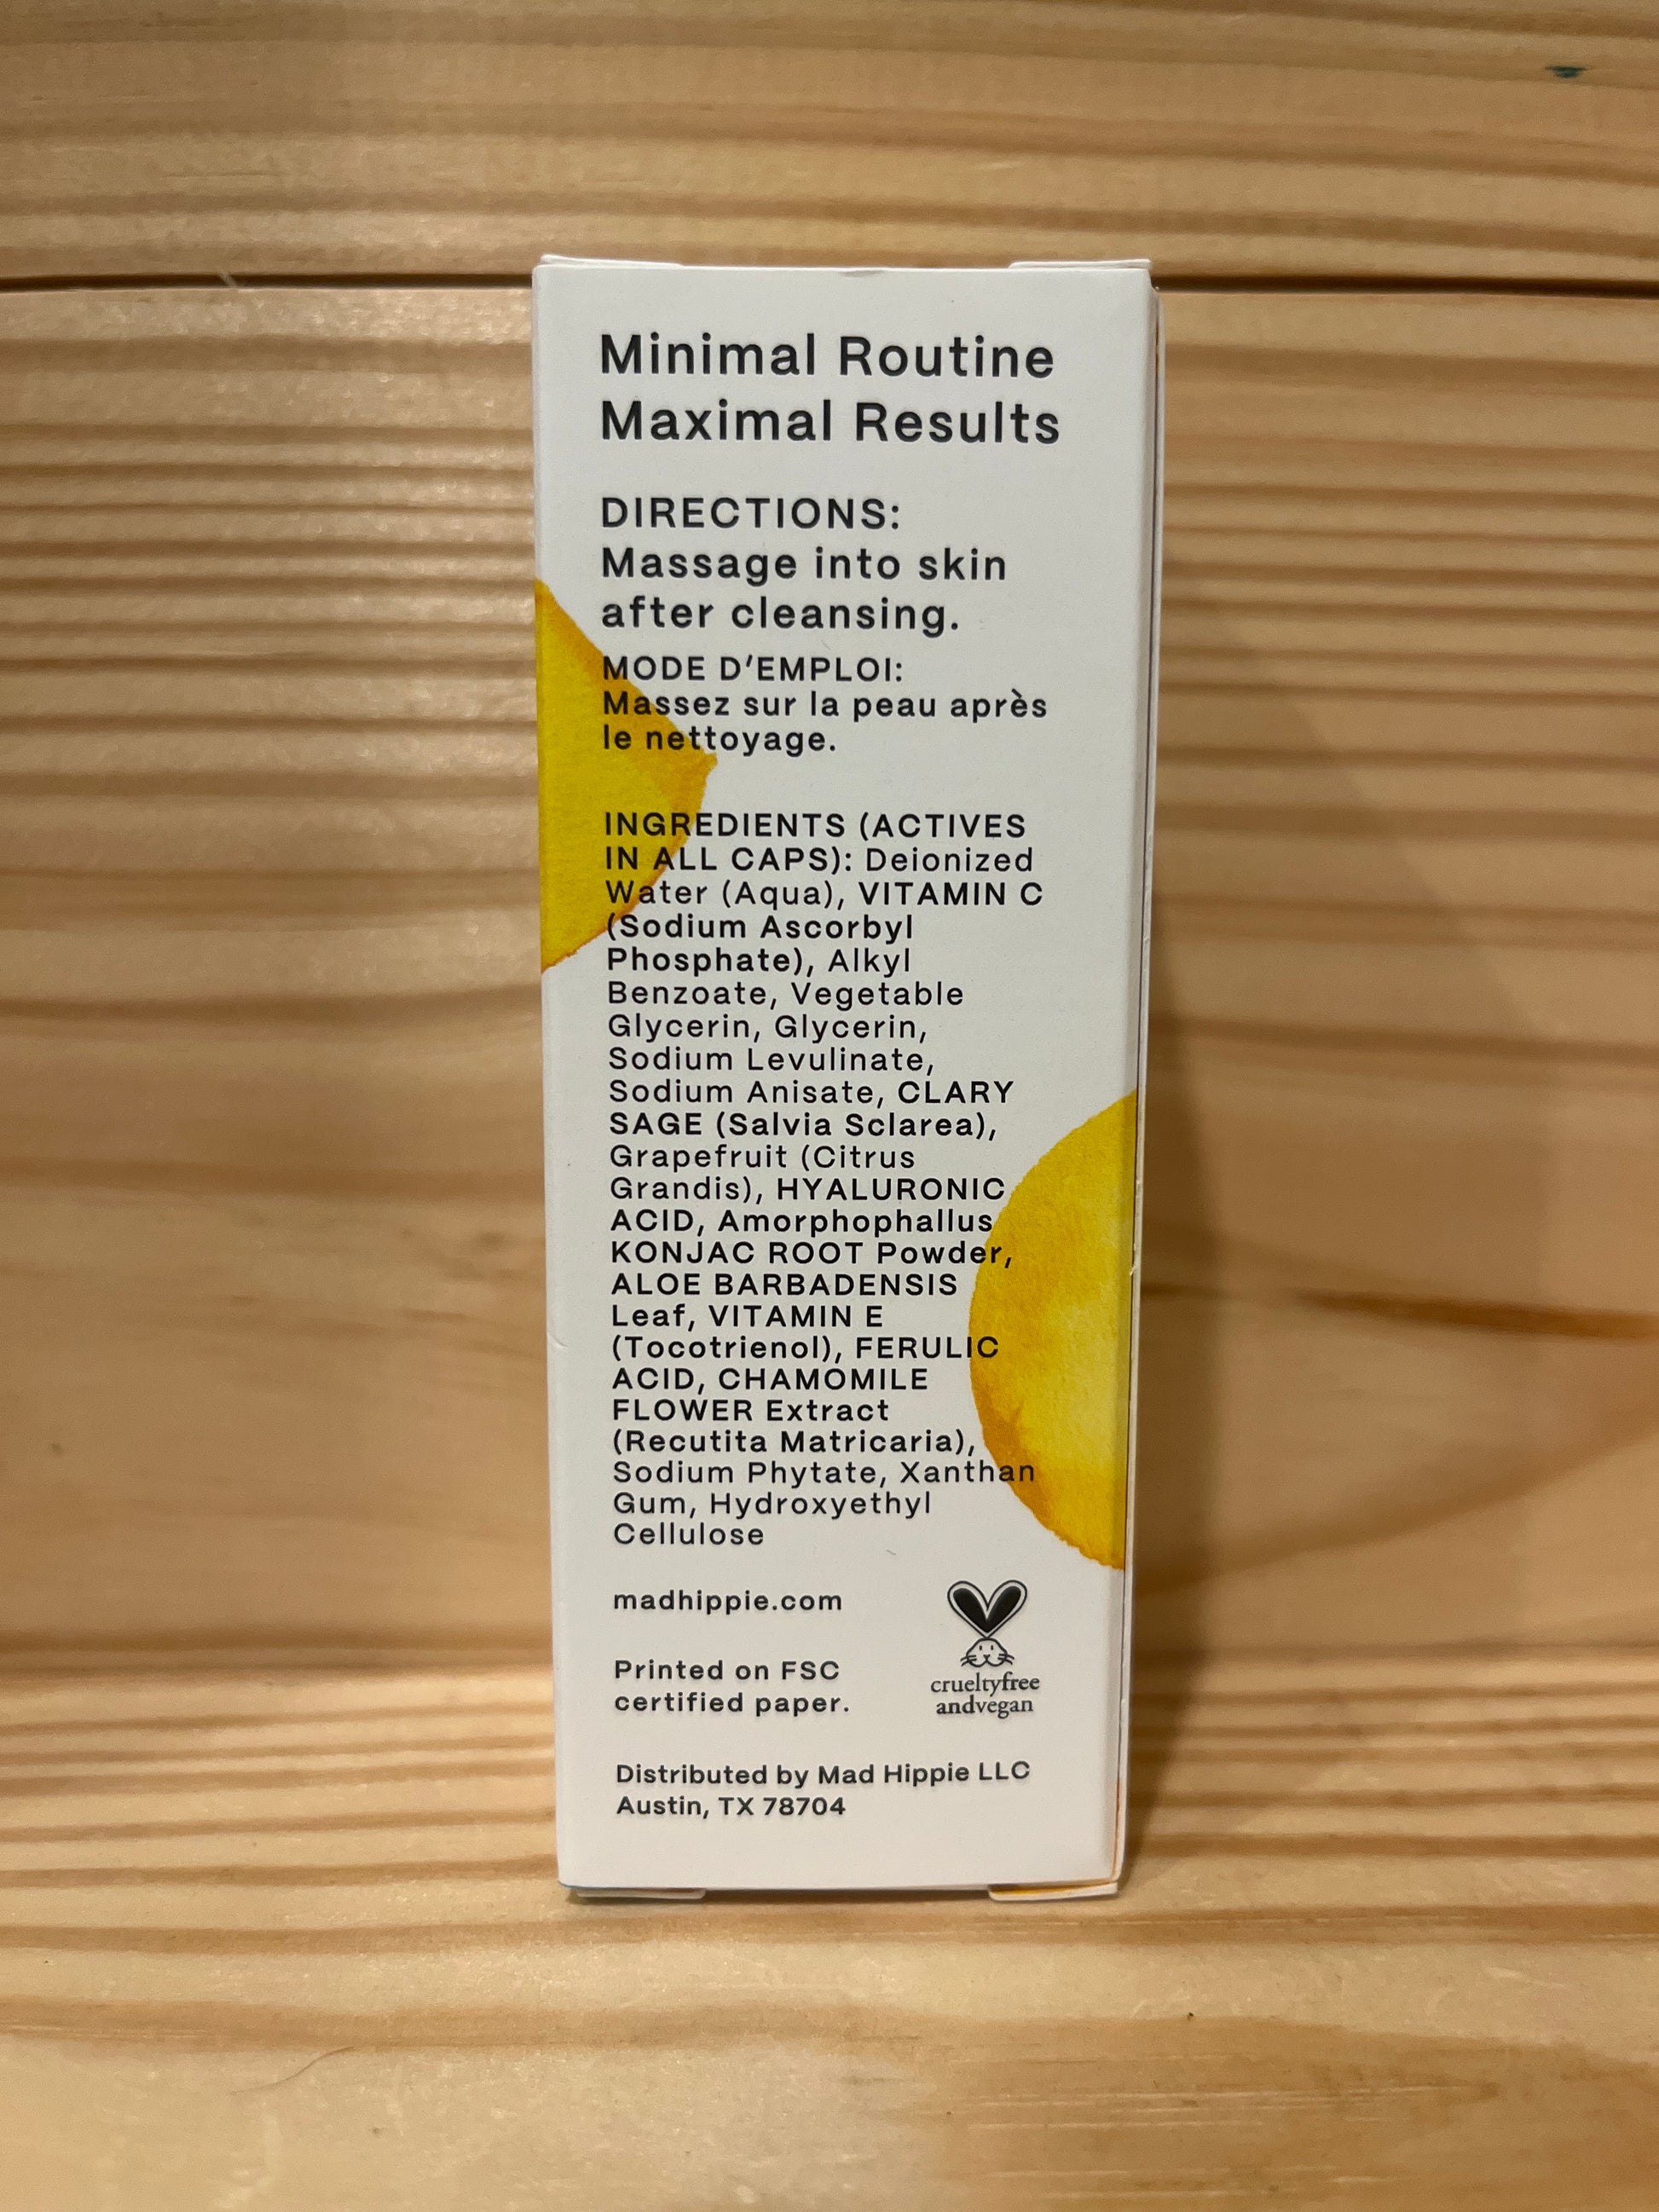 Minimal Routine
Maximal Results
DIRECTIONS:
Massage into skin
after cleansing.
MODE D'EMPLOI:
Massez sur la peau après
le nettoyage.
INGREDIENTS (ACTIVES
IN ALL CAPS): Deionized
Water (Aqua), VITAMIN C
(Sodium Ascorbyl
Phosphate), Alkyl
Benzoate, Vegetable
Glycerin, Glycerin,
Sodium Levulinate,
Sodium Anisate, CLARY
SAGE (Salvia Sclarea),
Grapefruit (Citrus
Grandis), HYALURONIC
ACID, Amorphophallus
KONJAC ROOT Powder,
ALOE BARBADENSIS
Leaf, VITAMIN E
(Tocotrienol), FERULIC
ACID, CHAMOMILE
FLOWER Extract
(Recutita Matricaria),
Sodium Phytate, Xanthan
Gum, Hydroxyethyl
Cellulose
madhippie.com
Printed on FSC
certified paper.
crueltyfree
andvegan
Distributed by Mad Hippie LLC
Austin, TX 78704